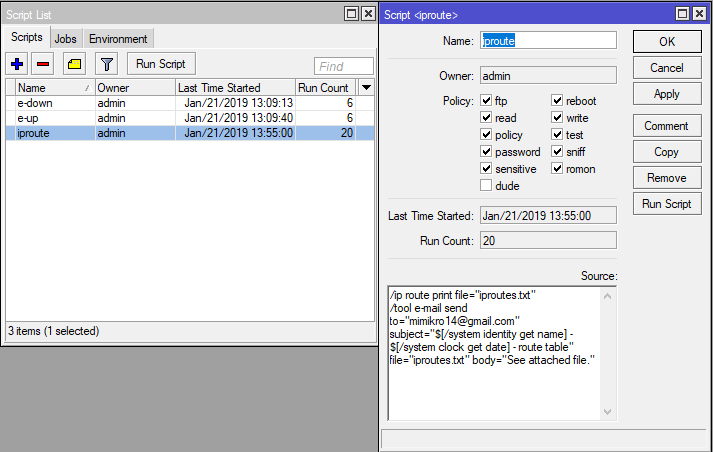 Script List
Scripts Jobs Environment
Run Script Find
Name Owner Last Time Started Run Count
e-down admin Jan/21/2019 13:09:13 6
e-up admin Jan/21/2019 13:09:40 6
iproute admin Jan/21/2019 13:55:00 20
3 items (1 selected)
Script <iproute>
Name: iproute
OK
Owner: admin
Cancel
Policy: ftp reboot
Apply
read write
policy test
Comment
password sniff
Copy
sensitive romon
Remove
dude
Run Script
Last Time Started: Jan/21/2019 13:55:00
Run Count: 20
Source:
/ip route print file="iproutes.txt"
/tool e-mail send
to="mimikro14@gmail.com"
subject="$[/system identity get name] -
$[/system clock get date] - route table"
file="iproutes.txt" body="See attached file."